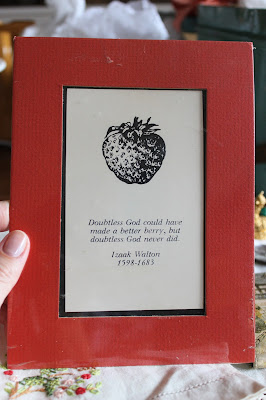 Doubtless God could have
made a better berry, but
doubtless God never did.
Izaak Walton
1593-1683